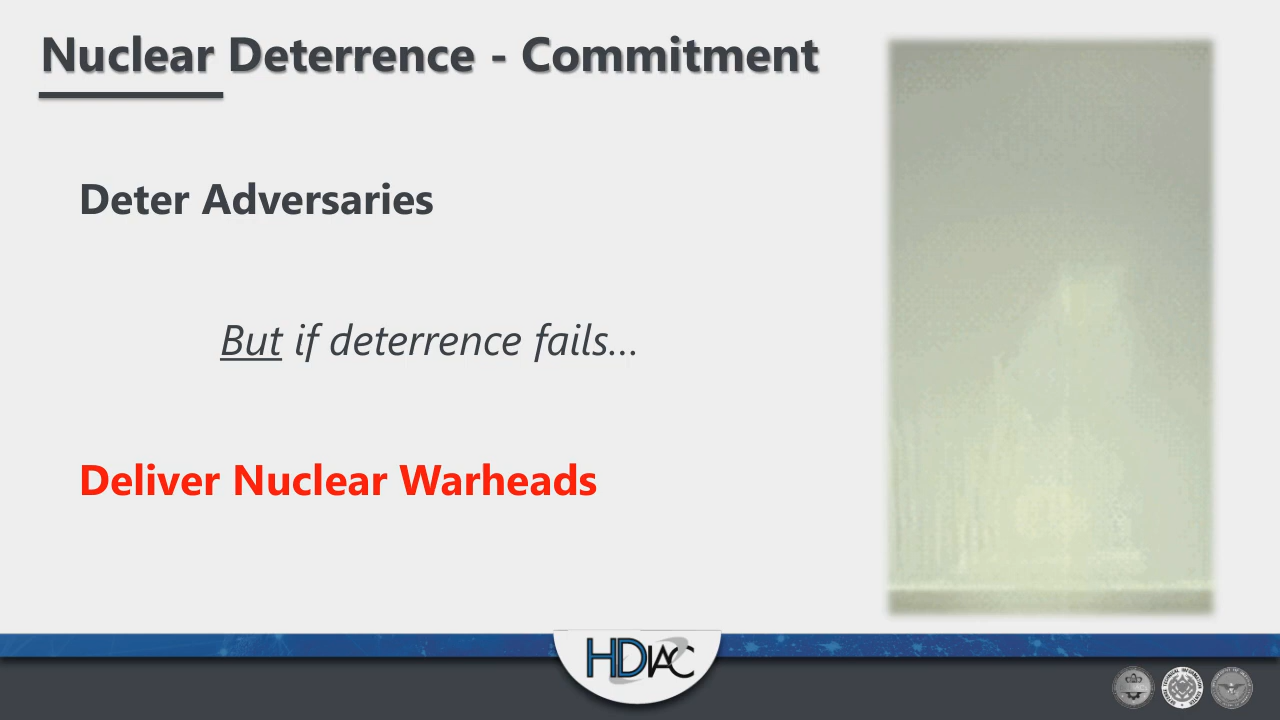 Nuclear Deterrence - Commitment
Deter Adversaries
But if deterrence fails...
Deliver Nuclear Warheads
HDIAC